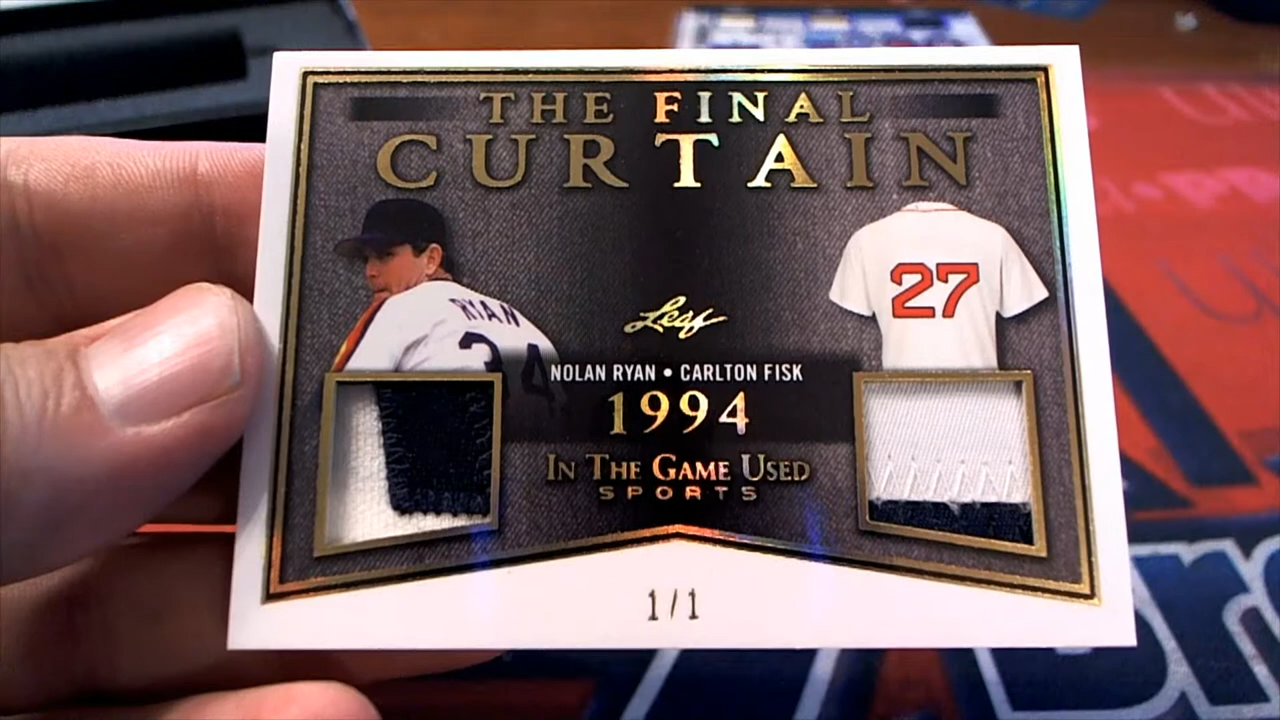 THE FINAL
CURTAIN
RYAN
34
27
Leaf
NOLAN RYAN • CARLTON FISK
1994
IN THE GAME USED
SPORTS
1/1